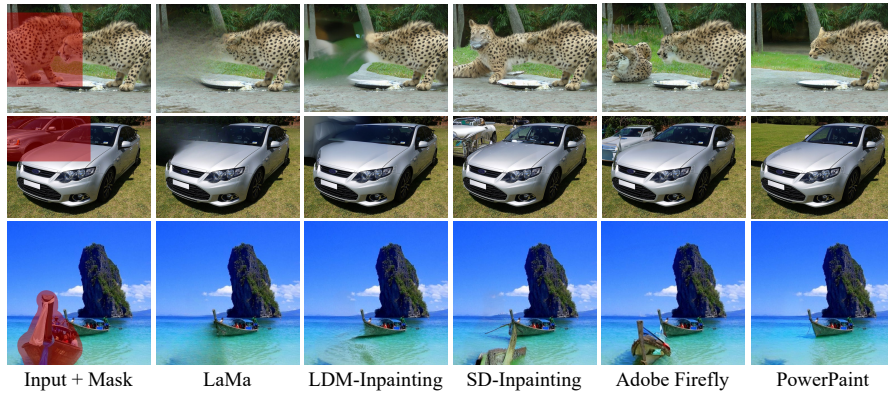 Input + Mask
LaMa
LDM-Inpainting
SD-Inpainting
Adobe Firefly
PowerPaint